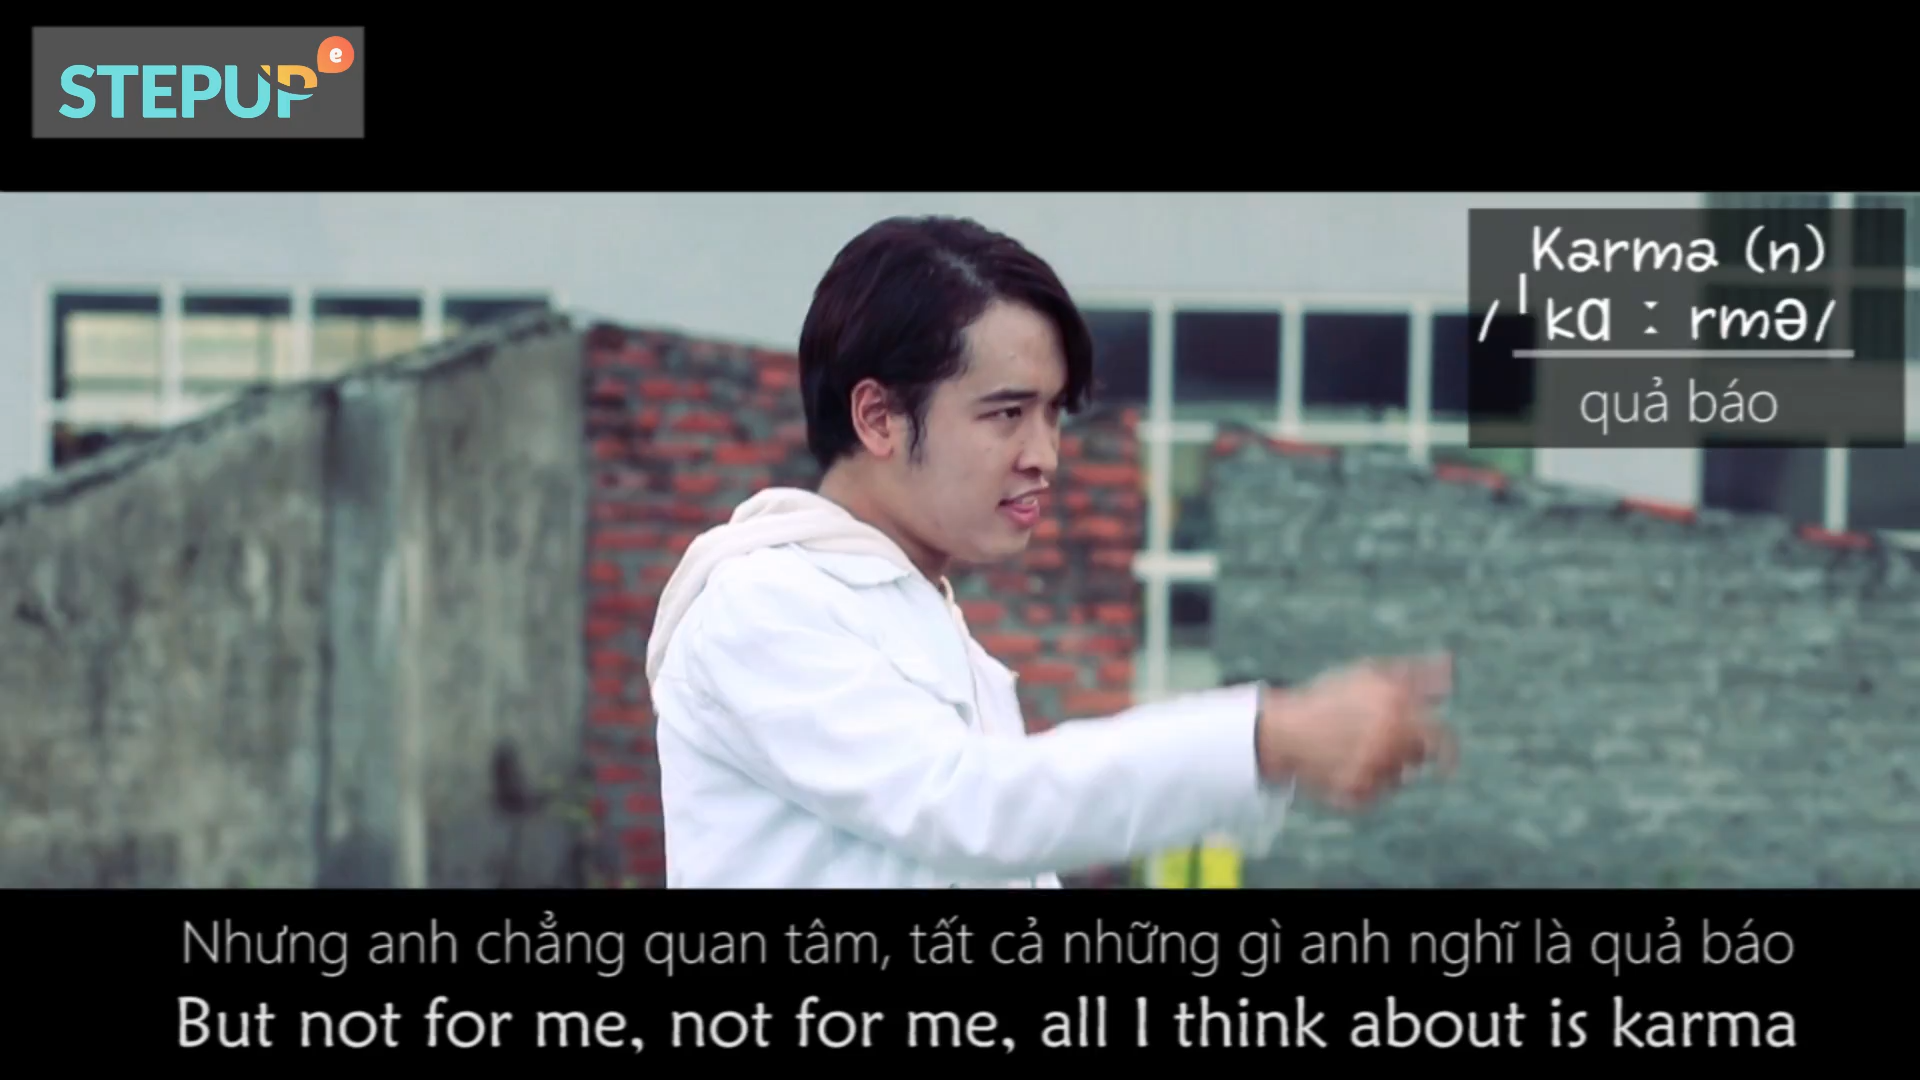 STEPUP e
Karma (n)
/ˈkɑːrmə/
quả báo
Nhưng anh chẳng quan tâm, tất cả những gì anh nghĩ là quả báo
But not for me, not for me, all I think about is karma